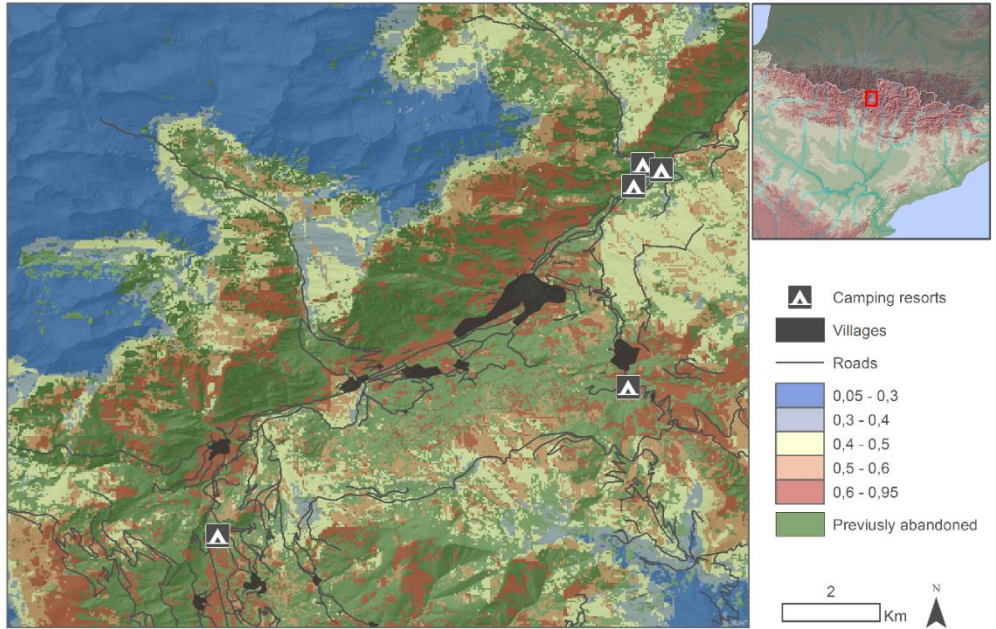 Camping resorts
Villages
Roads
0,05 - 0,3
0,3 - 0,4
0,4 - 0,5
0,5 - 0,6
0,6 - 0,95
Previusly abandoned
2
Km
N